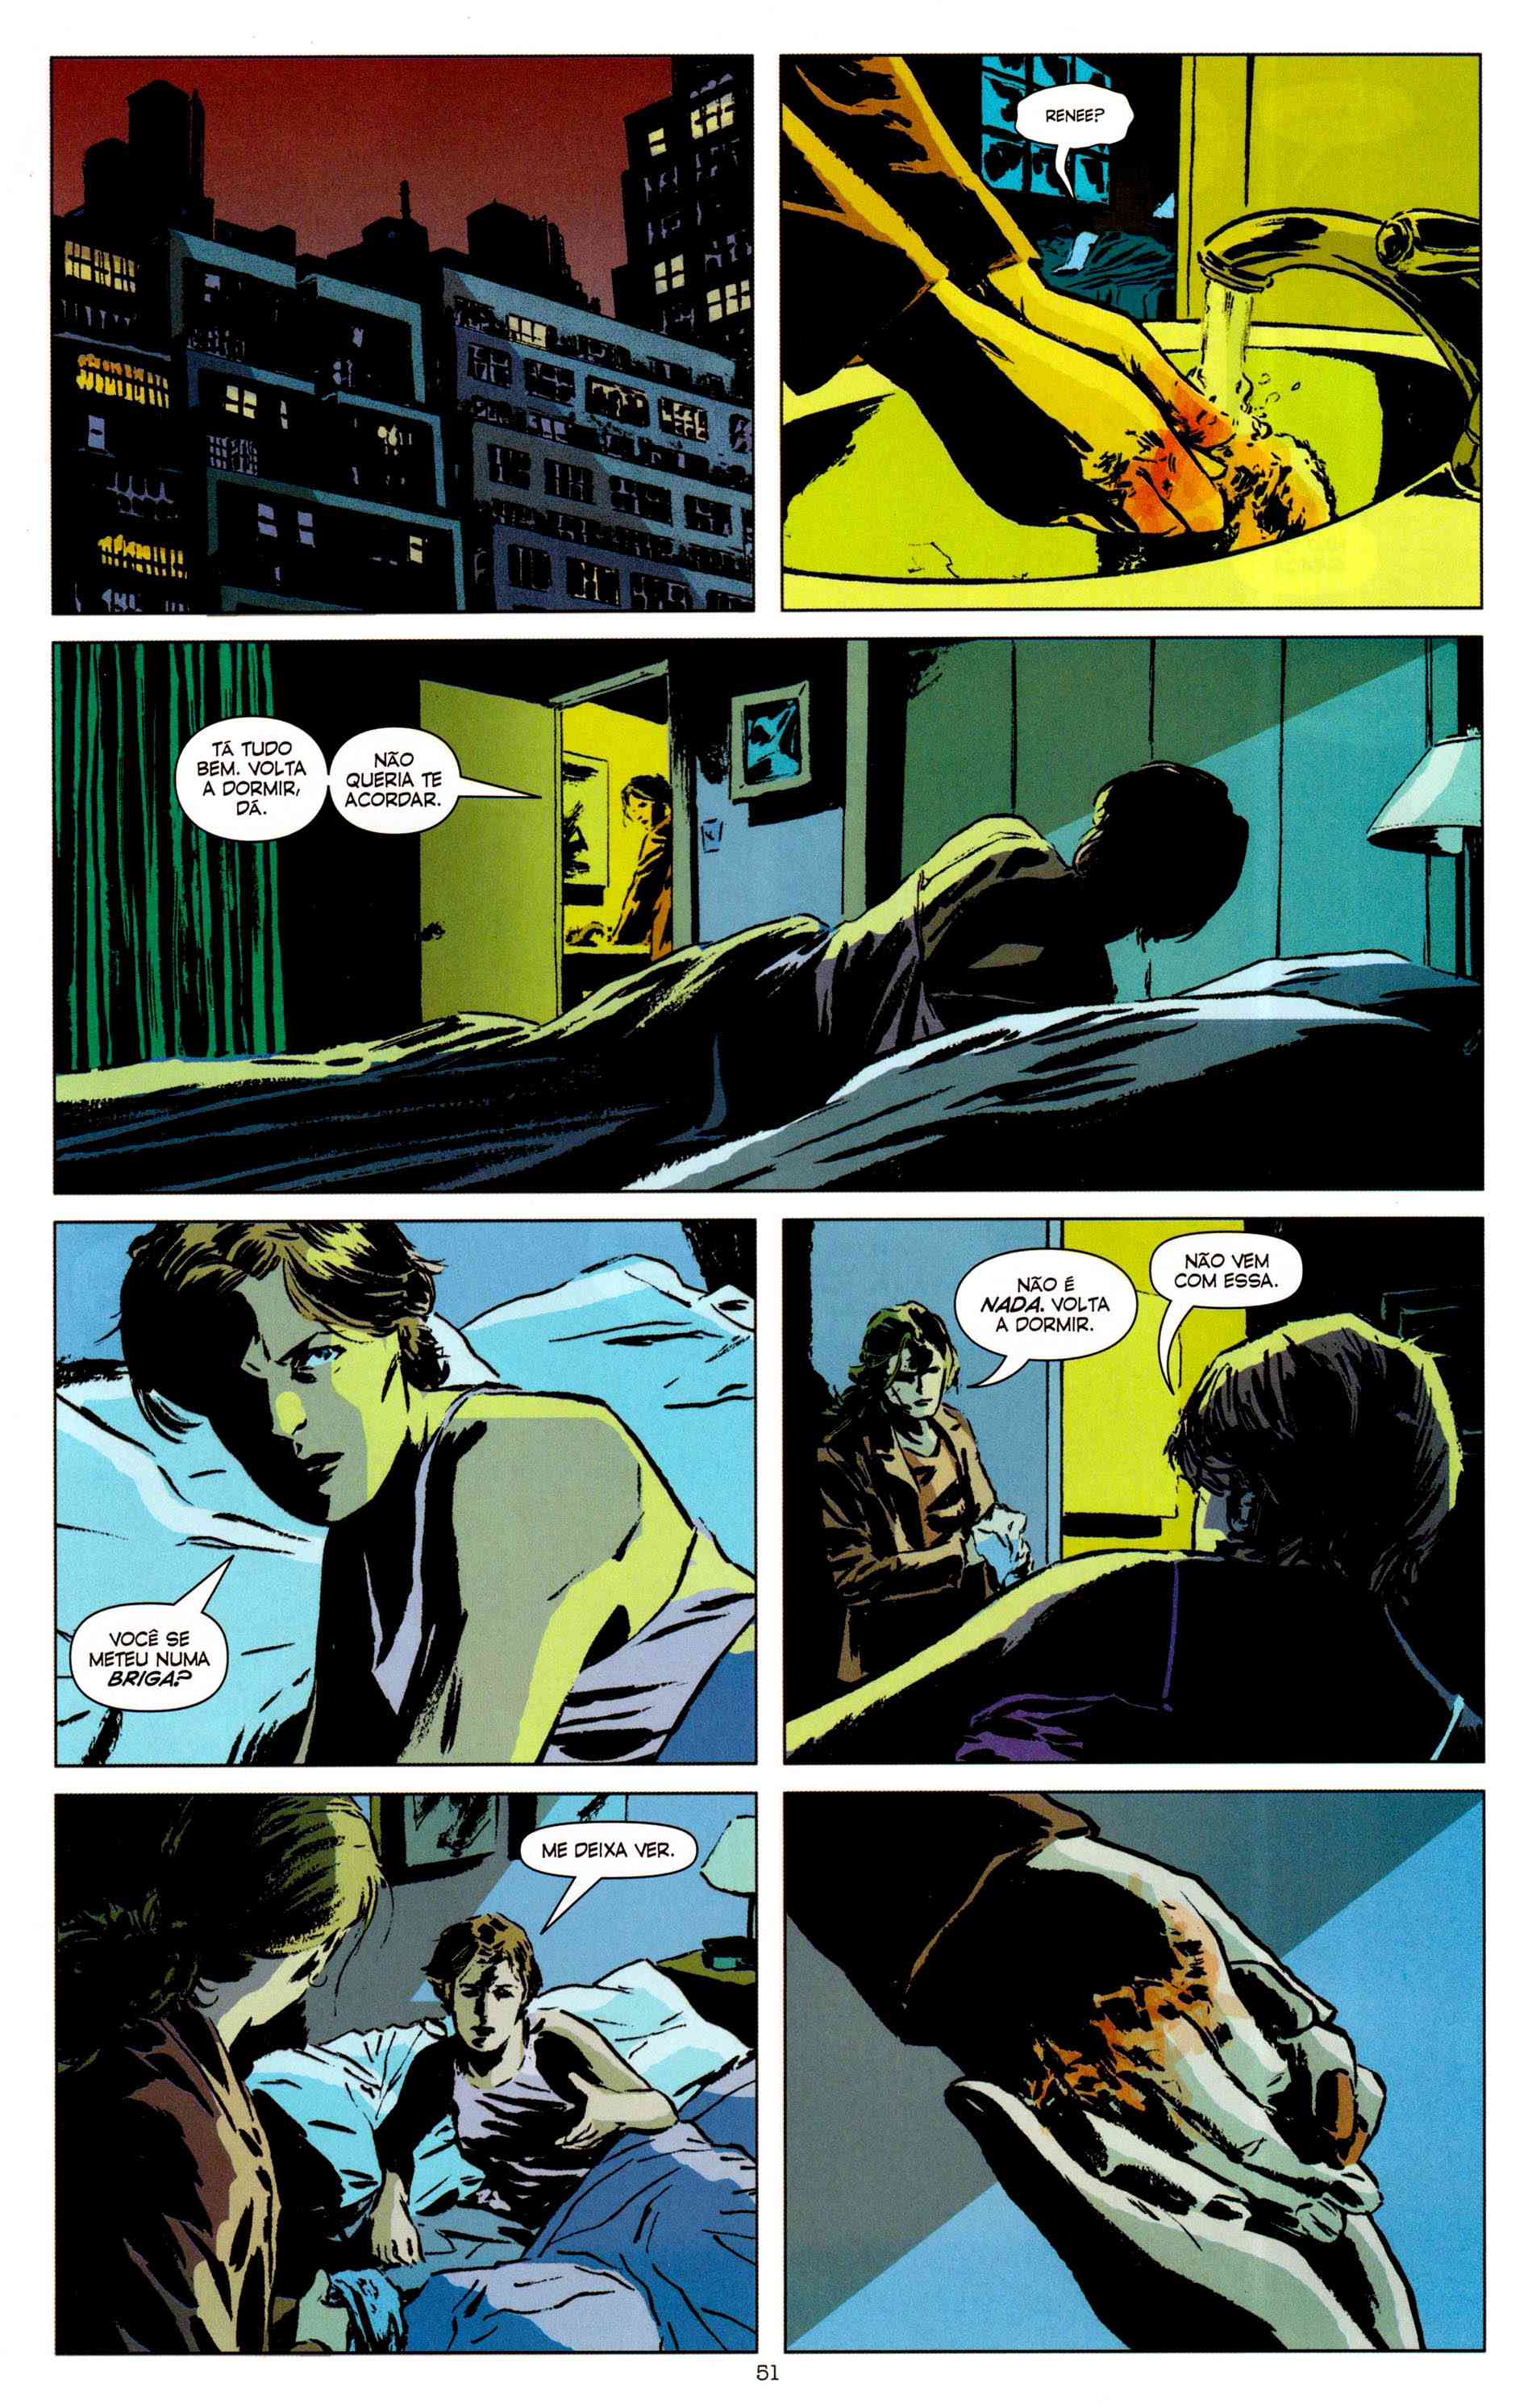 RENEE?
TÁ TUDO
BEM. VOLTA
A DORMIR,
DÁ.
NÃO
QUERIA TE
ACORDAR.
VOCÊ SE
METEU NUMA
BRIGA?
NÃO É
NADA. VOLTA
A DORMIR.
NÃO VEM
COM ESSA.
ME DEIXA VER.
51